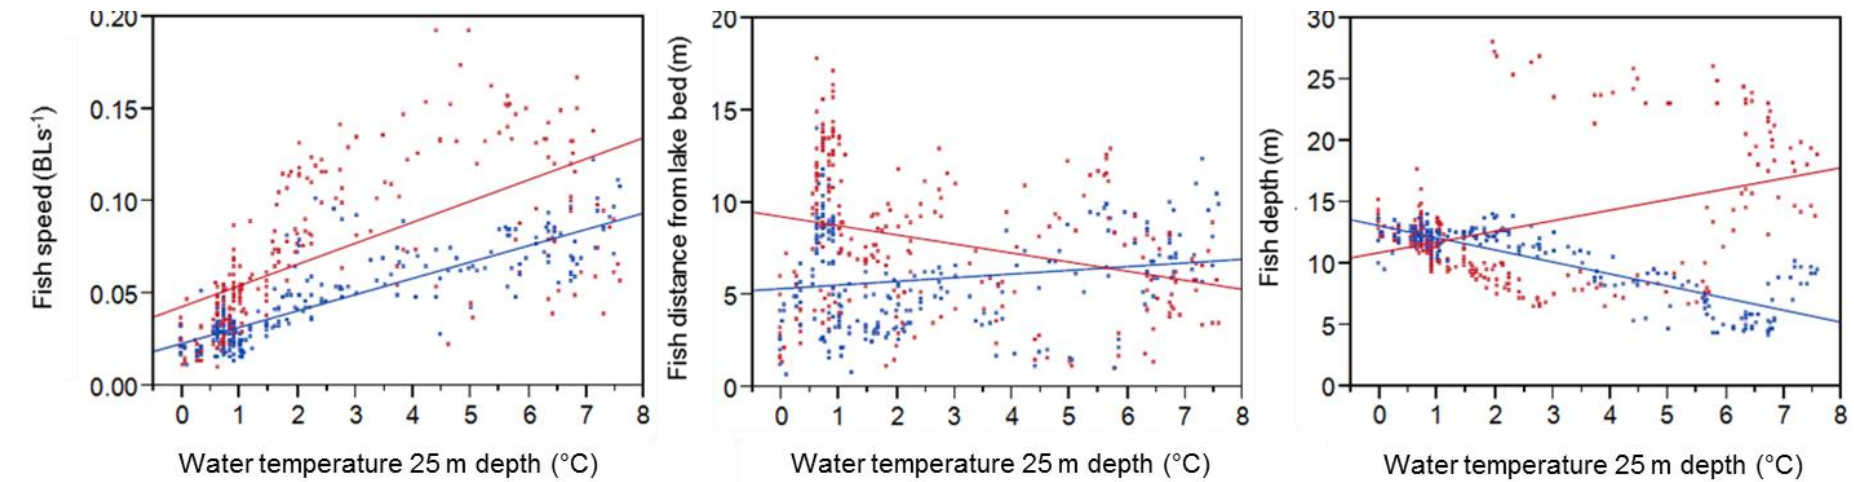 0.20
0.15
0.10
0.05
0.00
Fish speed (BLs⁻¹)
0 1 2 3 4 5 6 7 8
Water temperature 25 m depth (°C)
20
15
10
5
0
Fish distance from lake bed (m)
0 1 2 3 4 5 6 7 8
Water temperature 25 m depth (°C)
30
25
20
15
10
5
0
Fish depth (m)
0 1 2 3 4 5 6 7 8
Water temperature 25 m depth (°C)